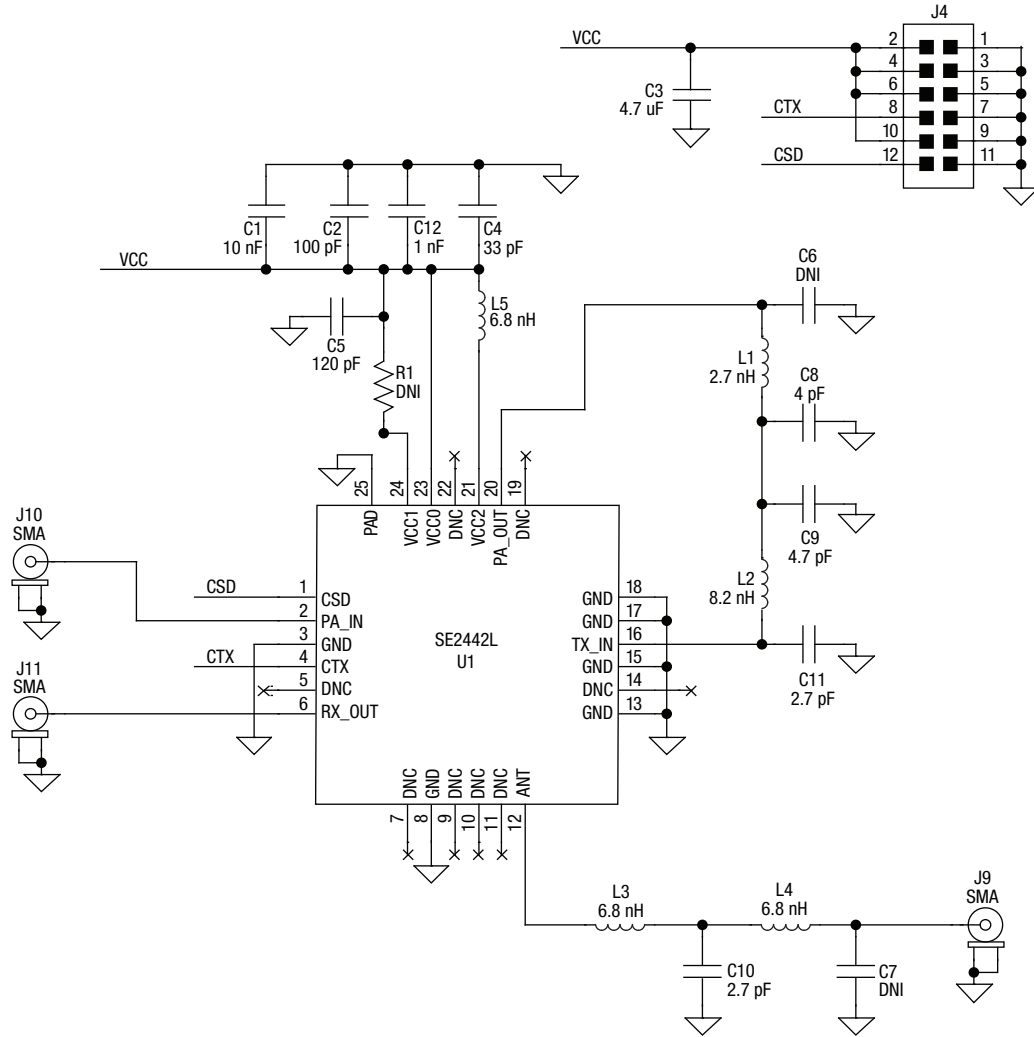 J4
VCC
2
1
4
3
6
5
CTX
8
7
10
9
CSD
12
11
C3
4.7 uF
C1
10 nF
C2
100 pF
C12
1 nF
C4
33 pF
VCC
L5
6.8 nH
C5
120 pF
R1
DNI
C6
DNI
L1
2.7 nH
C8
4 pF
C9
4.7 pF
L2
8.2 nH
C11
2.7 pF
25
24
23
22
21
20
19
PAD
VCC1
VCC0
DNC
VCC2
PA_OUT
DNC
J10
SMA
CSD
1
CSD
2
PA_IN
3
GND
CTX
4
CTX
5
DNC
6
RX_OUT
J11
SMA
SE2442L
U1
GND
18
GND
17
TX_IN
16
GND
15
DNC
14
GND
13
DNC
GND
DNC
DNC
DNC
ANT
7
8
9
10
11
12
L3
6.8 nH
L4
6.8 nH
J9
SMA
C10
2.7 pF
C7
DNI